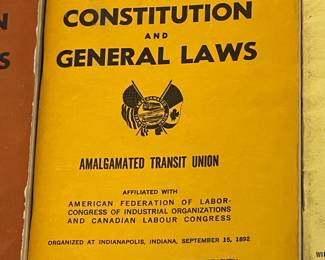 CONSTITUTION
AND
GENERAL LAWS
AMALGAMATED TRANSIT UNION
AFFILIATED WITH
AMERICAN FEDERATION OF LABOR-
CONGRESS OF INDUSTRIAL ORGANIZATIONS
AND CANADIAN LABOUR CONGRESS
ORGANIZED AT INDIANAPOLIS, INDIANA, SEPTEMBER 15, 1892
S
WI